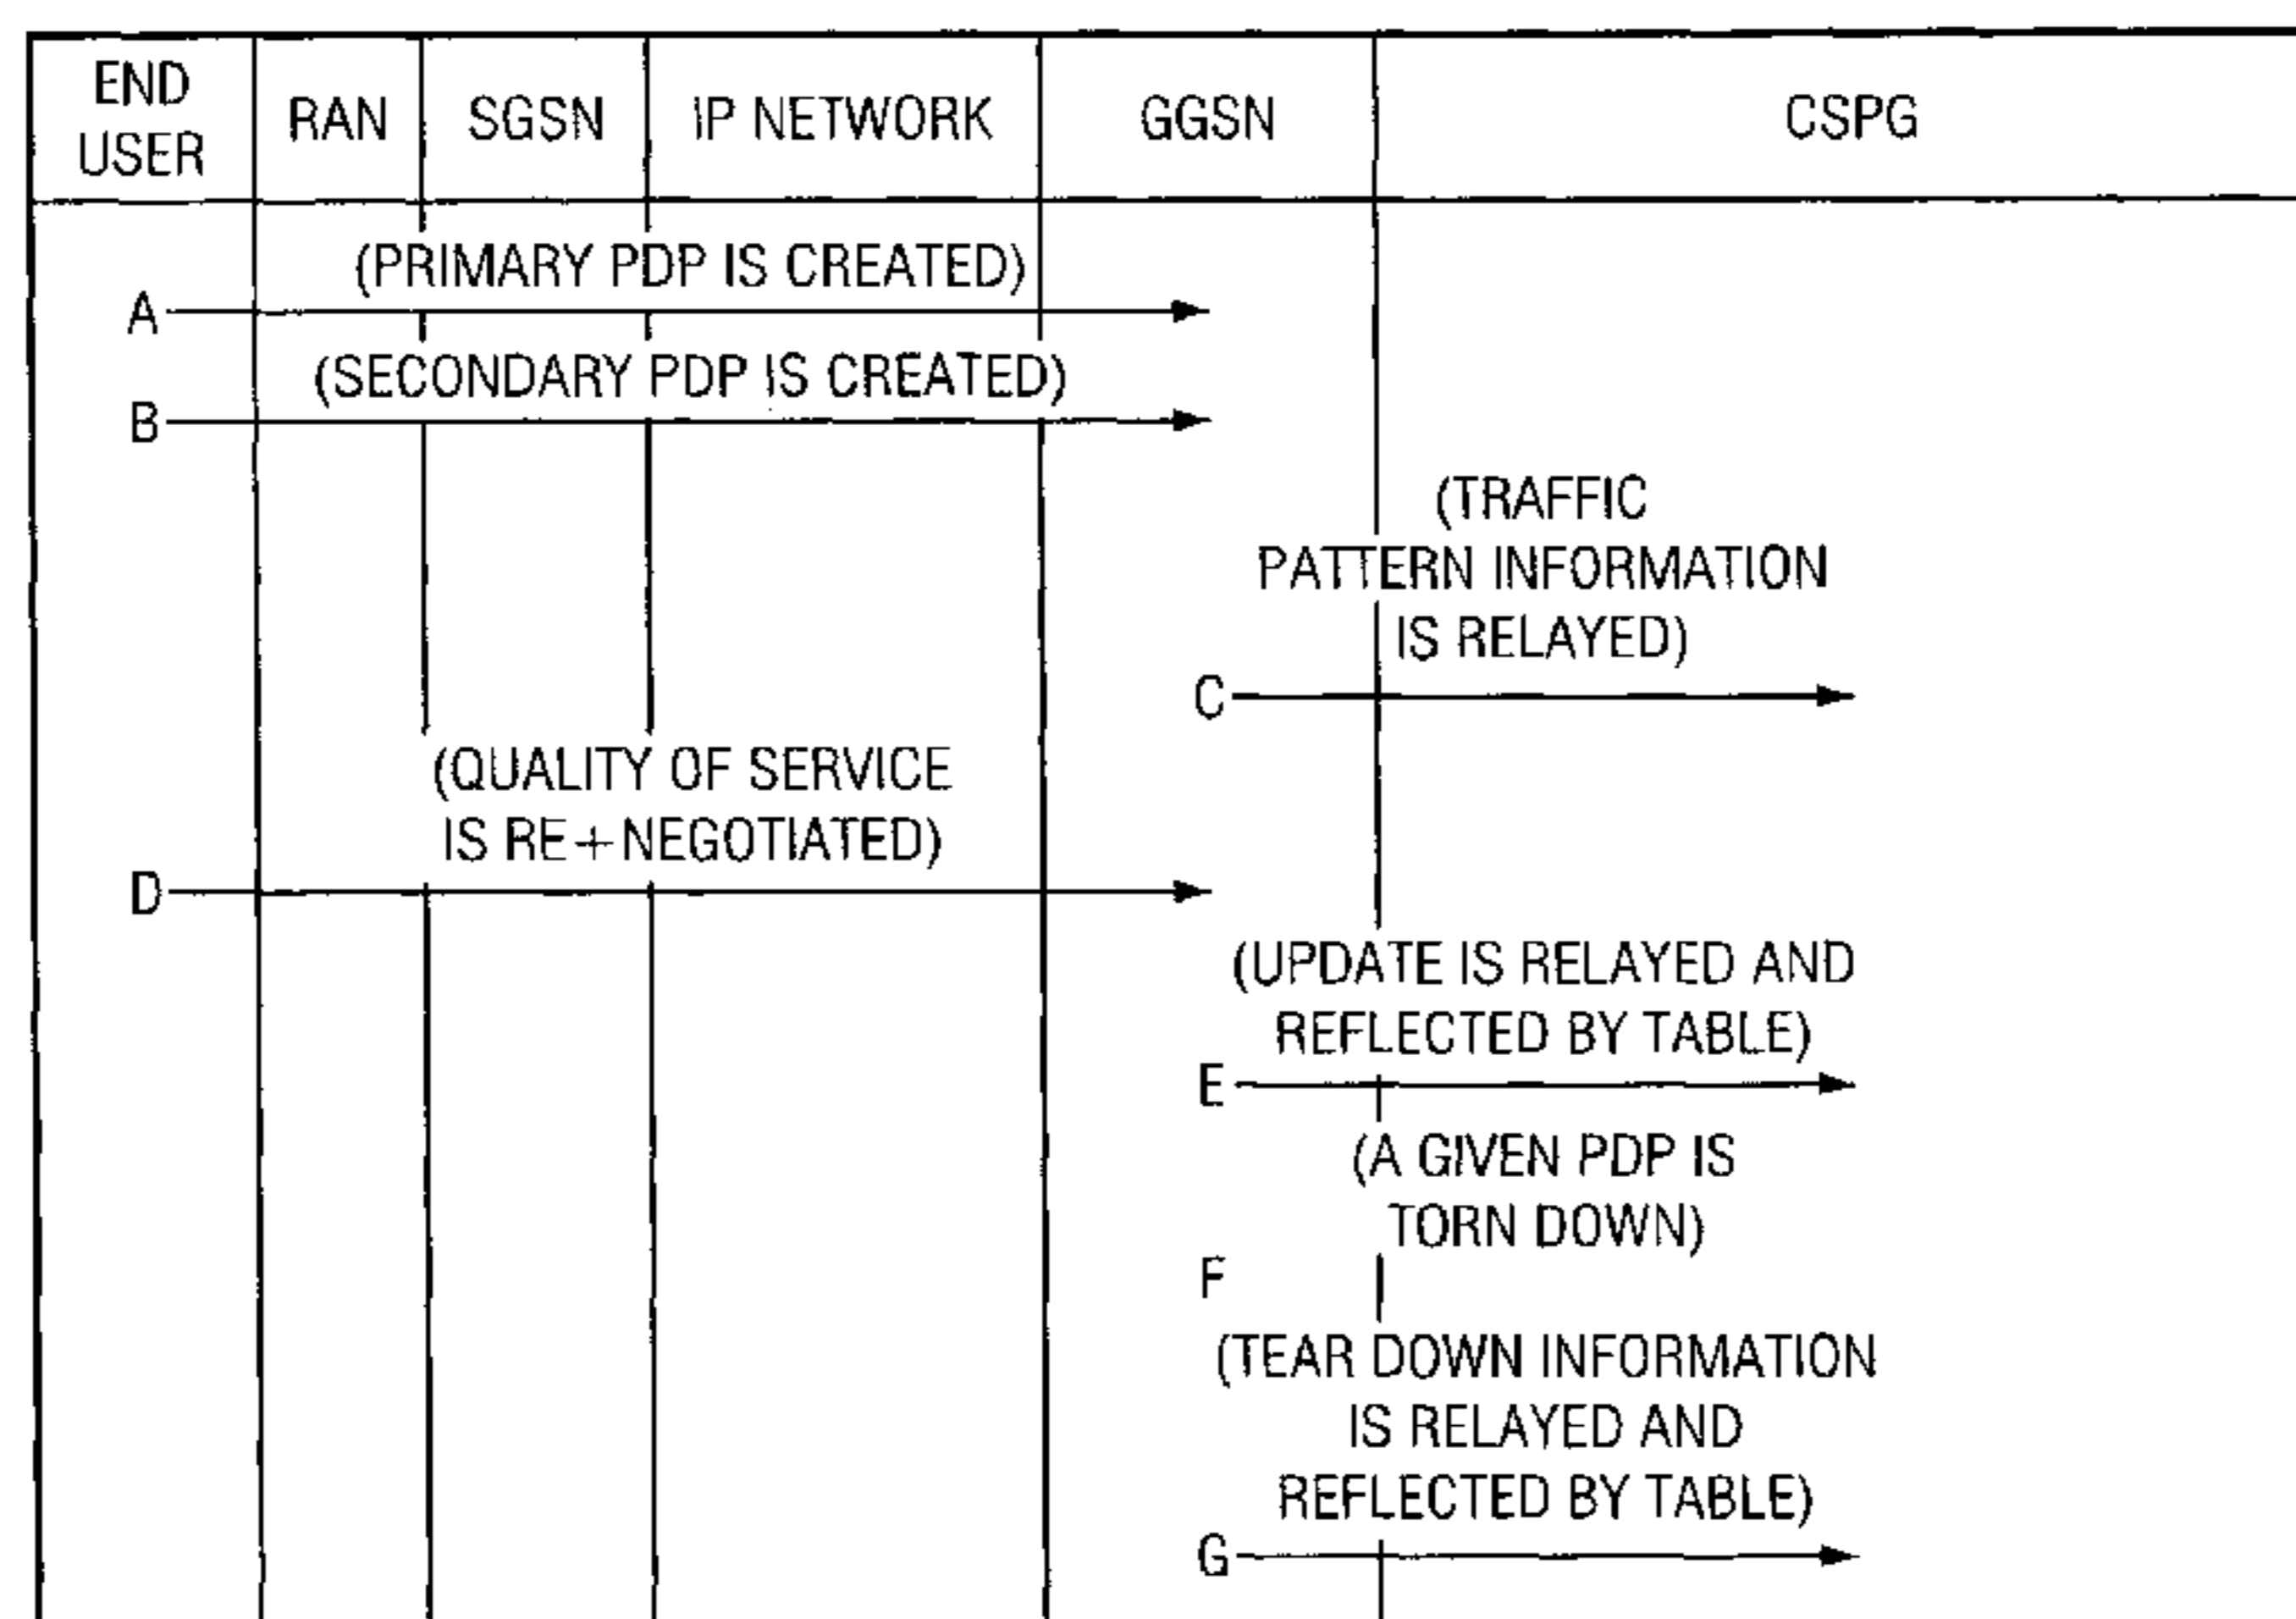 END
USER
RAN
SGSN
IP NETWORK
GGSN
CSPG
(PRIMARY PDP IS CREATED)
A
(SECONDARY PDP IS CREATED)
B
(TRAFFIC
PATTERN INFORMATION
IS RELAYED)
C
(QUALITY OF SERVICE
IS RE-NEGOTIATED)
D
(UPDATE IS RELAYED AND
REFLECTED BY TABLE)
E
(A GIVEN PDP IS
TORN DOWN)
F
(TEAR DOWN INFORMATION
IS RELAYED AND
REFLECTED BY TABLE)
G